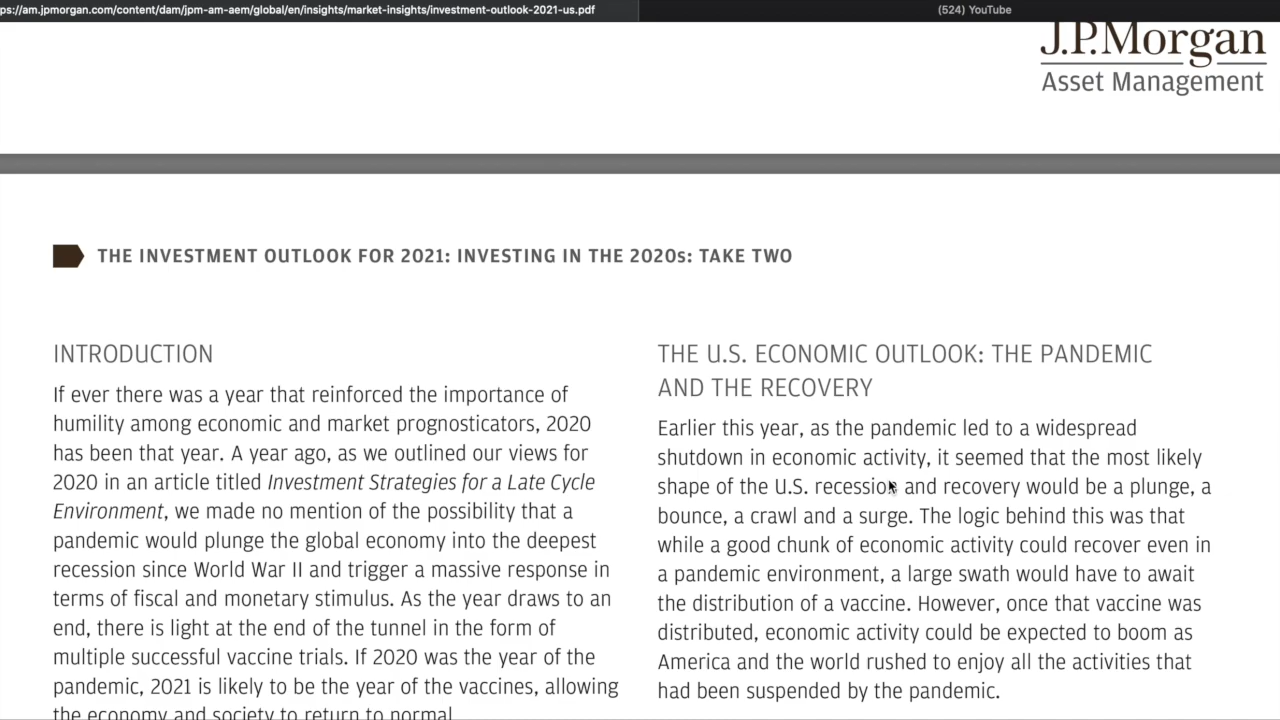 ps://am.jpmorgan.com/content/dam/jpm-am-aem/global/en/insights/market-insights/investment-outlook-2021-us.pdf
(524) YouTube
J.P.Morgan
Asset Management
THE INVESTMENT OUTLOOK FOR 2021: INVESTING IN THE 2020s: TAKE TWO
INTRODUCTION
If ever there was a year that reinforced the importance of
humility among economic and market prognosticators, 2020
has been that year. A year ago, as we outlined our views for
2020 in an article titled Investment Strategies for a Late Cycle
Environment, we made no mention of the possibility that a
pandemic would plunge the global economy into the deepest
recession since World War II and trigger a massive response in
terms of fiscal and monetary stimulus. As the year draws to an
end, there is light at the end of the tunnel in the form of
multiple successful vaccine trials. If 2020 was the year of the
pandemic, 2021 is likely to be the year of the vaccines, allowing
the economy and society to return to normal.
THE U.S. ECONOMIC OUTLOOK: THE PANDEMIC
AND THE RECOVERY
Earlier this year, as the pandemic led to a widespread
shutdown in economic activity, it seemed that the most likely
shape of the U.S. recession and recovery would be a plunge, a
bounce, a crawl and a surge. The logic behind this was that
while a good chunk of economic activity could recover even in
a pandemic environment, a large swath would have to await
the distribution of a vaccine. However, once that vaccine was
distributed, economic activity could be expected to boom as
America and the world rushed to enjoy all the activities that
had been suspended by the pandemic.